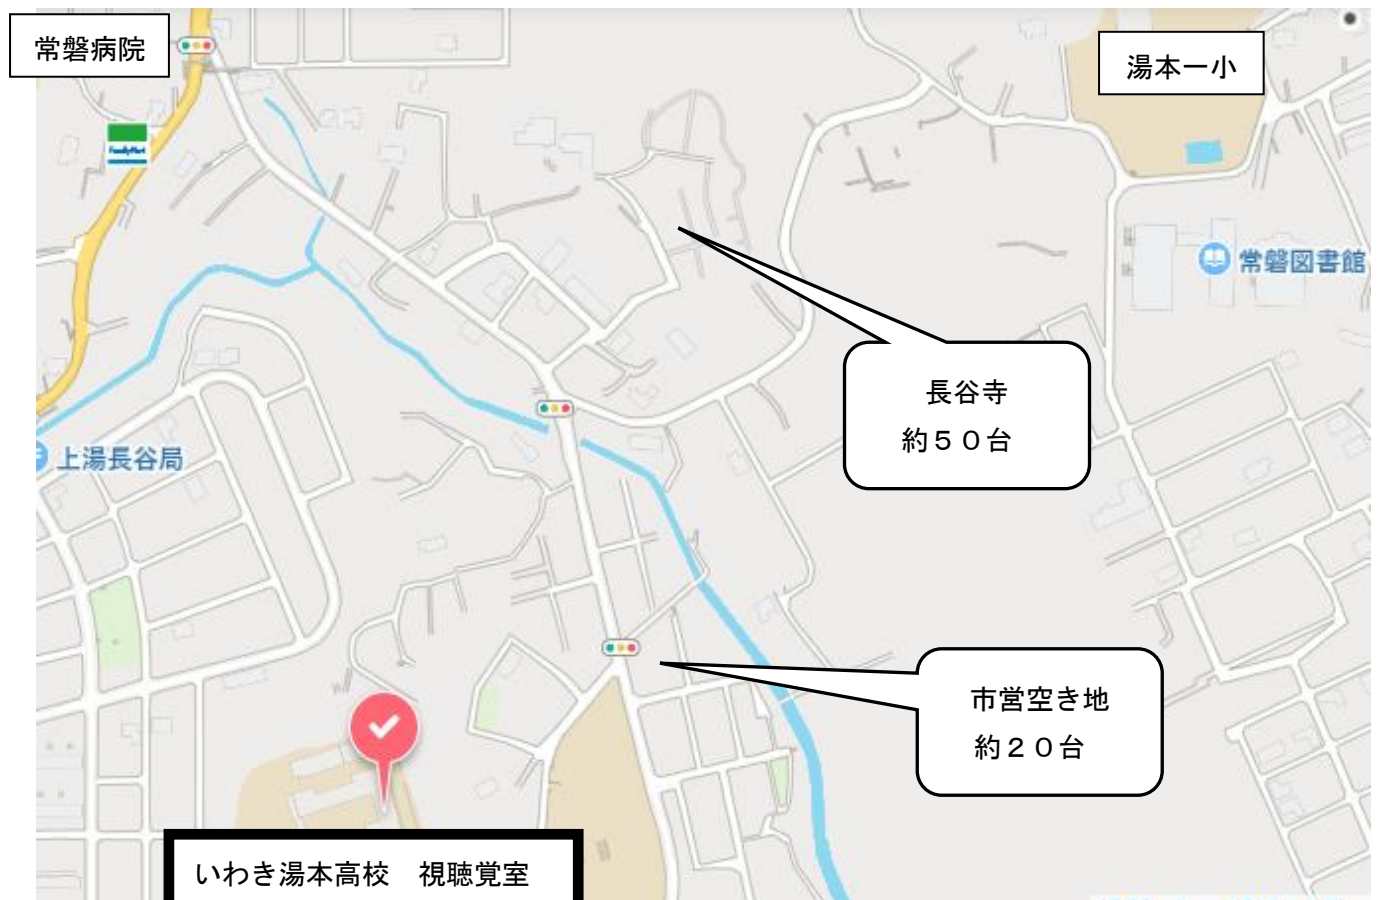 常磐病院
湯本一小
FamilyMart
常磐図書館
長谷寺
約５０台
上湯長谷局
市営空き地
約２０台
いわき湯本高校　視聴覚室